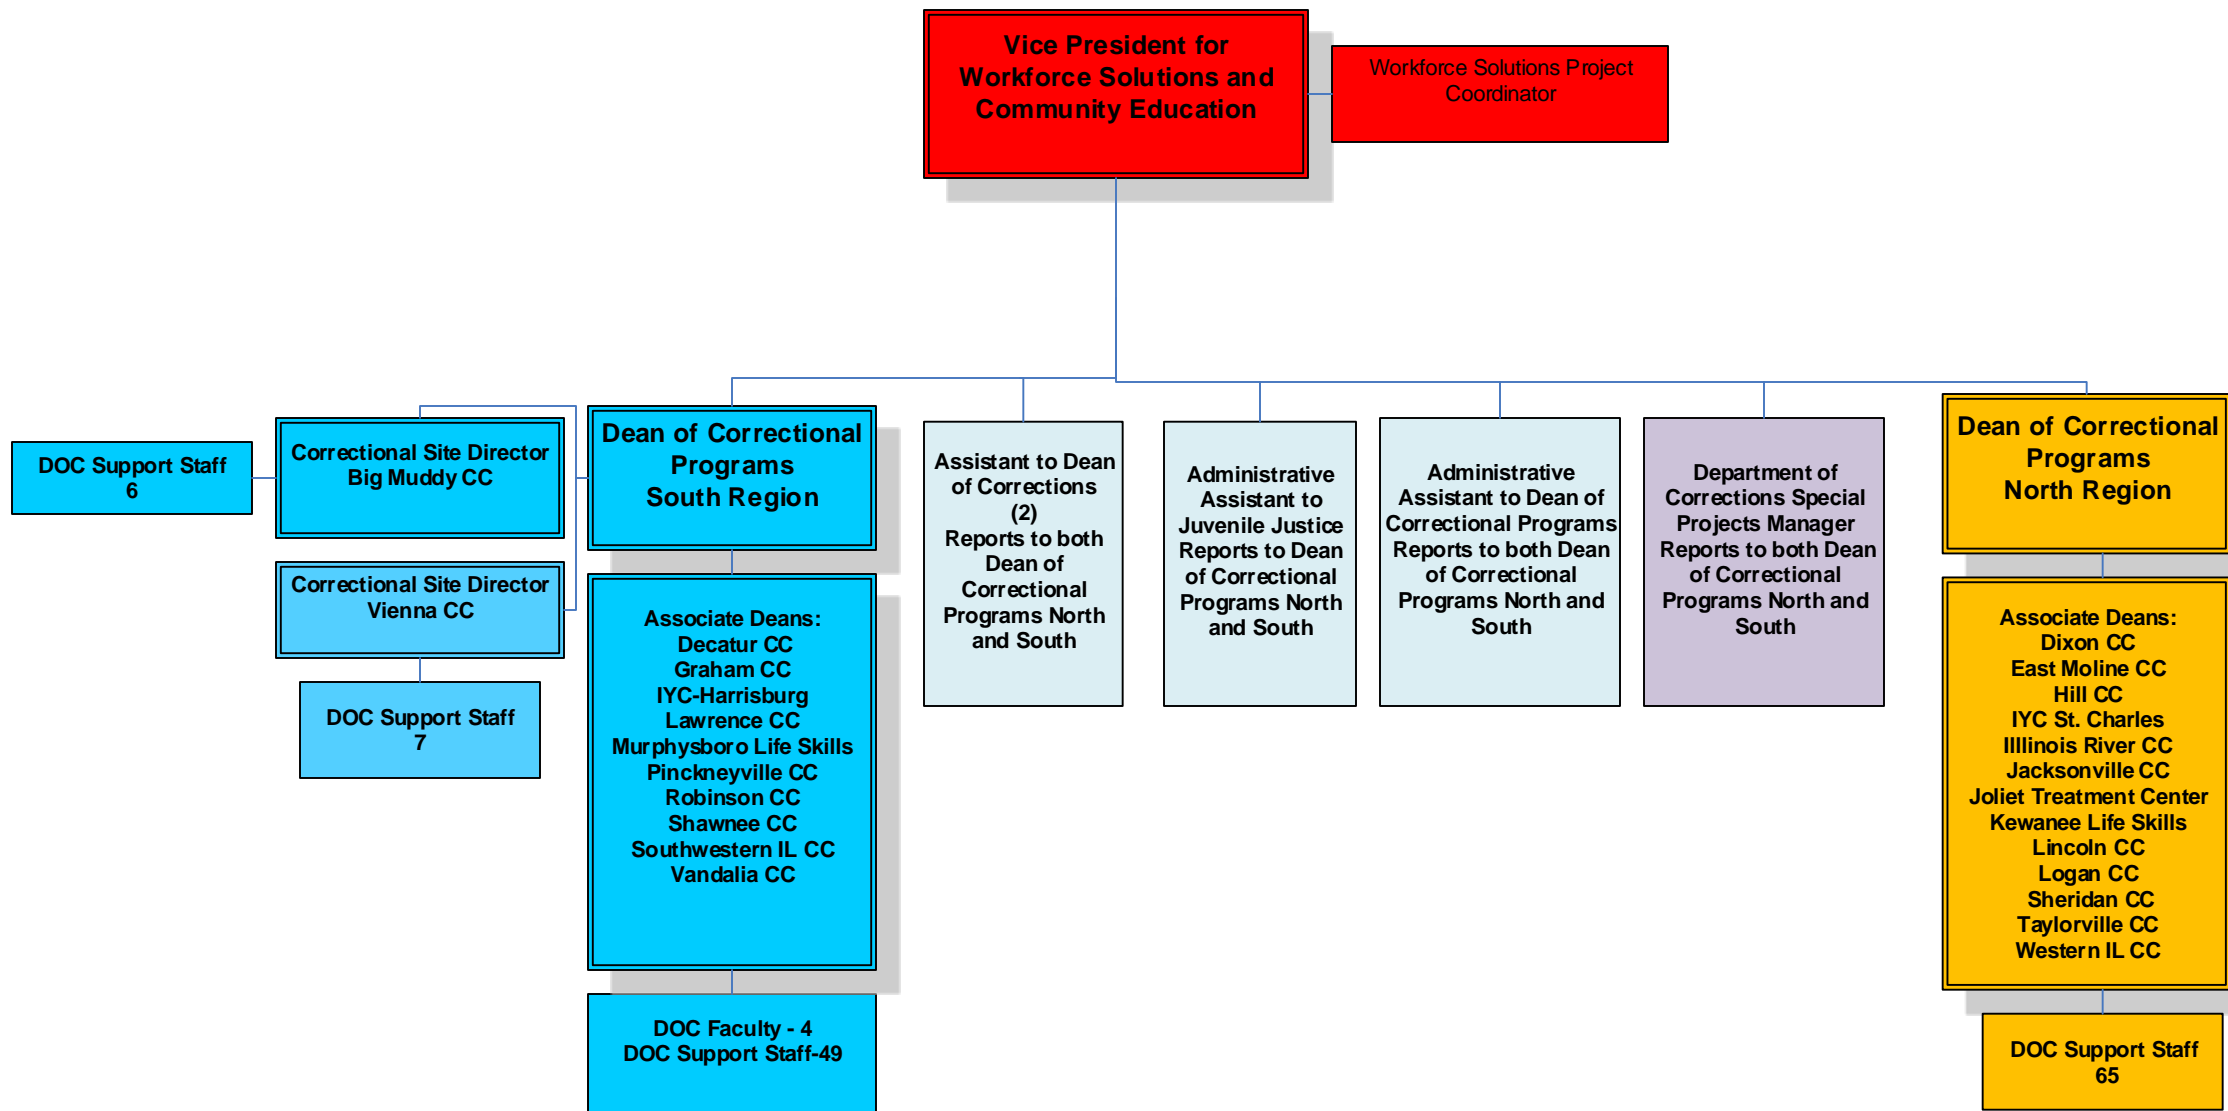 Vice President for
Workforce Solutions and
Community Education
Workforce Solutions Project
Coordinator
DOC Support Staff
6
Correctional Site Director
Big Muddy CC
Correctional Site Director
Vienna CC
DOC Support Staff
7
Dean of Correctional
Programs
South Region
Associate Deans:
Decatur CC
Graham CC
IYC-Harrisburg
Lawrence CC
Murphysboro Life Skills
Pinckneyville CC
Robinson CC
Shawnee CC
Southwestern IL CC
Vandalia CC
DOC Faculty - 4
DOC Support Staff-49
Assistant to Dean
of Corrections
(2)
Reports to both
Dean of
Correctional
Programs North
and South
Administrative
Assistant to
Juvenile Justice
Reports to Dean
of Correctional
Programs North
and South
Administrative
Assistant to Dean of
Correctional Programs
Reports to both Dean
of Correctional
Programs North and
South
Department of
Corrections Special
Projects Manager
Reports to both Dean
of Correctional
Programs North and
South
Dean of Correctional
Programs
North Region
Associate Deans:
Dixon CC
East Moline CC
Hill CC
IYC St. Charles
Illlinois River CC
Jacksonville CC
Joliet Treatment Center
Kewanee Life Skills
Lincoln CC
Logan CC
Sheridan CC
Taylorville CC
Western IL CC
DOC Support Staff
65